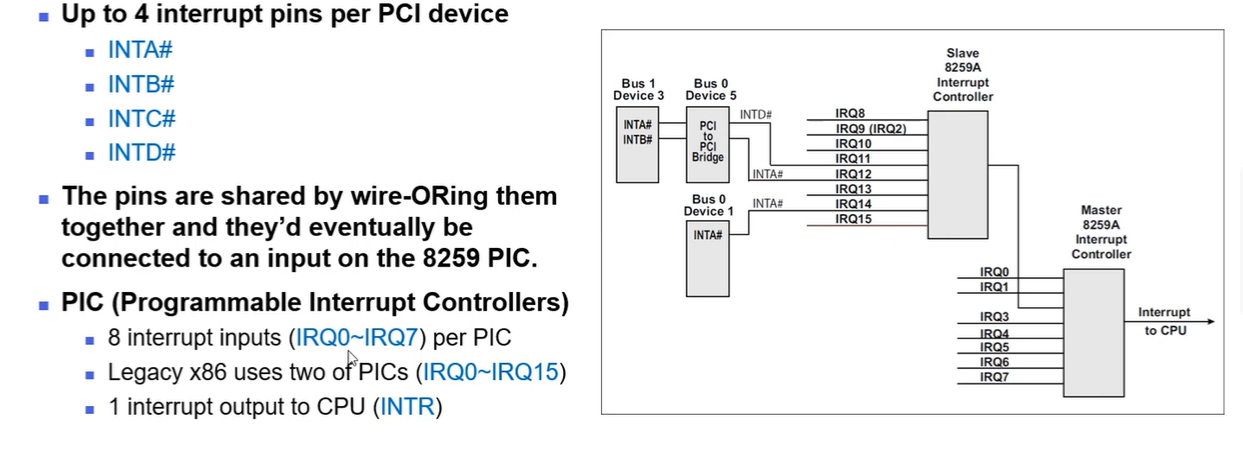 Up to 4 interrupt pins per PCI device
INTA#
INTB#
INTC#
INTD#
The pins are shared by wire-ORing them
together and they'd eventually be
connected to an input on the 8259 PIC.
PIC (Programmable Interrupt Controllers)
8 interrupt inputs (IRQ0~IRQ7) per PIC
Legacy x86 uses two of PICs (IRQ0~IRQ15)
1 interrupt output to CPU (INTR)
Bus 1
Device 3
INTA#
INTB#
Bus 0
Device 5
PCI
to
PCI
Bridge
INTD#
INTA#
Bus 0
Device 1
INTA#
INTA#
Slave
8259A
Interrupt
Controller
IRQ8
IRQ9 (IRQ2)
IRQ10
IRQ11
IRQ12
IRQ13
IRQ14
IRQ15
Master
8259A
Interrupt
Controller
IRQ0
IRQ1
IRQ3
IRQ4
IRQ5
IRQ6
IRQ7
Interrupt
to CPU